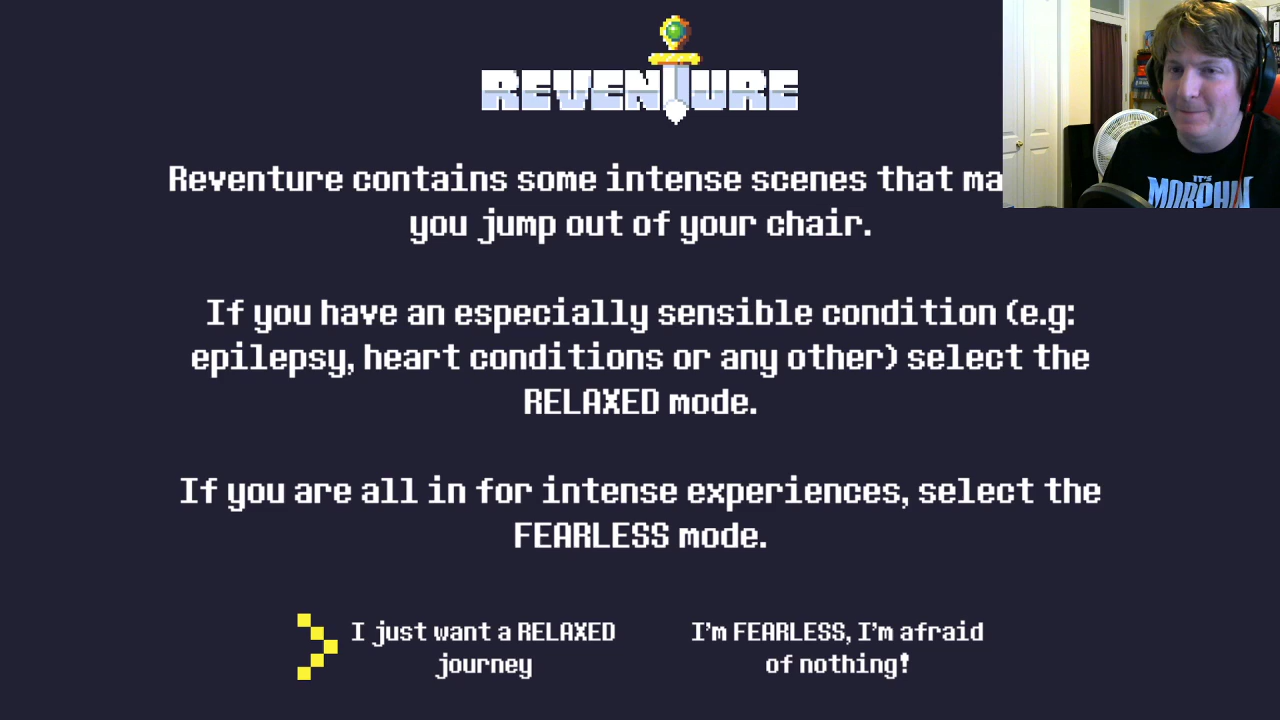 REVENTURE
Reventure contains some intense scenes that ma
you jump out of your chair.
If you have an especially sensible condition (e.g:
epilepsy, heart conditions or any other) select the
RELAXED mode.
If you are all in for intense experiences, select the
FEARLESS mode.
I just want a RELAXED
journey
I'm FEARLESS, I'm afraid
of nothing!
IT'S
MORPHIN